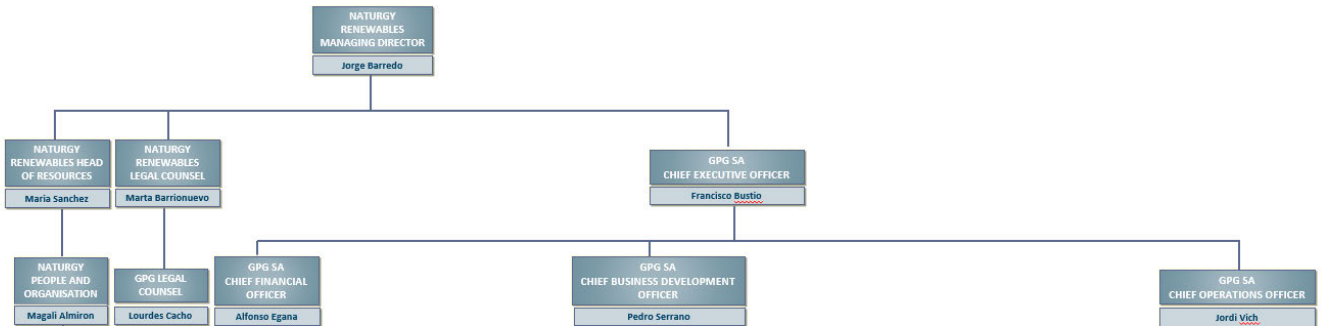 NATURGY
RENEWABLES
MANAGING DIRECTOR
Jorge Barredo
NATURGY
RENEWABLES HEAD
OF RESOURCES
Maria Sanchez
NATURGY
RENEWABLES
LEGAL COUNSEL
Marta Barrionuevo
GPG SA
CHIEF EXECUTIVE OFFICER
Francisco Bustio
NATURGY
PEOPLE AND
ORGANISATION
Magali Almiron
GPG LEGAL
COUNSEL
Lourdes Cacho
GPG SA
CHIEF FINANCIAL
OFFICER
Alfonso Egana
GPG SA
CHIEF BUSINESS DEVELOPMENT
OFFICER
Pedro Serrano
GPG SA
CHIEF OPERATIONS OFFICER
Jordi Vich